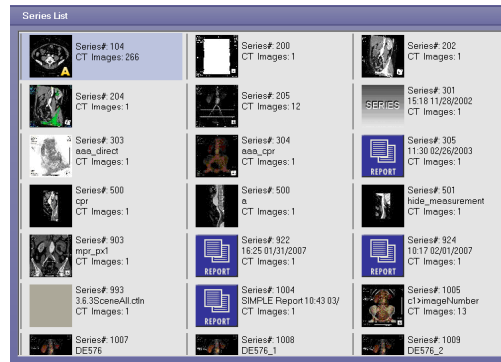 Series List
Series#: 104
CT Images: 266
A
Series#: 200
CT Images: 1
Series#: 202
CT Images: 1
Series#: 204
CT Images: 1
Series#: 205
CT Images: 12
SERIES
Series#: 301
15:18 11/28/2002
CT Images: 1
Series#: 303
aaa_direct
CT Images: 1
Series#: 304
aaa_cpr
CT Images: 1
REPORT
Series#: 305
11:30 02/26/2003
CT Images: 1
Series#: 500
cpr
CT Images: 1
Series#: 500
a
CT Images: 1
Series#: 501
hide_measurement
CT Images: 1
Series#: 903
mpr_px1
CT Images: 1
REPORT
Series#: 922
16:25 01/31/2007
CT Images: 1
REPORT
Series#: 924
10:17 02/01/2007
CT Images: 1
Series#: 993
3.6.3SceneAll.ctln
CT Images: 1
REPORT
Series#: 1004
SIMPLE Report 10:43 03/
CT Images: 1
Series#: 1005
c1>imageNumber
CT Images: 13
Series#: 1007
DE576
Series#: 1008
DE576_1
Series#: 1009
DE576_2